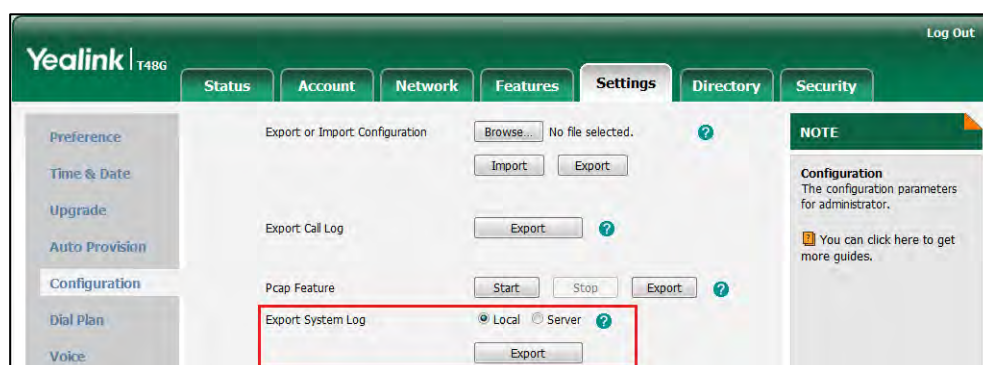 Log Out
Yealink T48G
Status Account Network Features Settings Directory Security
Preference
Time & Date
Upgrade
Auto Provision
Configuration
Dial Plan
Voice
Export or Import Configuration Browse... No file selected. ?
Import Export
Export Call Log Export ?
Pcap Feature Start Stop Export ?
Export System Log Local Server ?
Export
NOTE
Configuration
The configuration parameters
for administrator.
? You can click here to get
more guides.